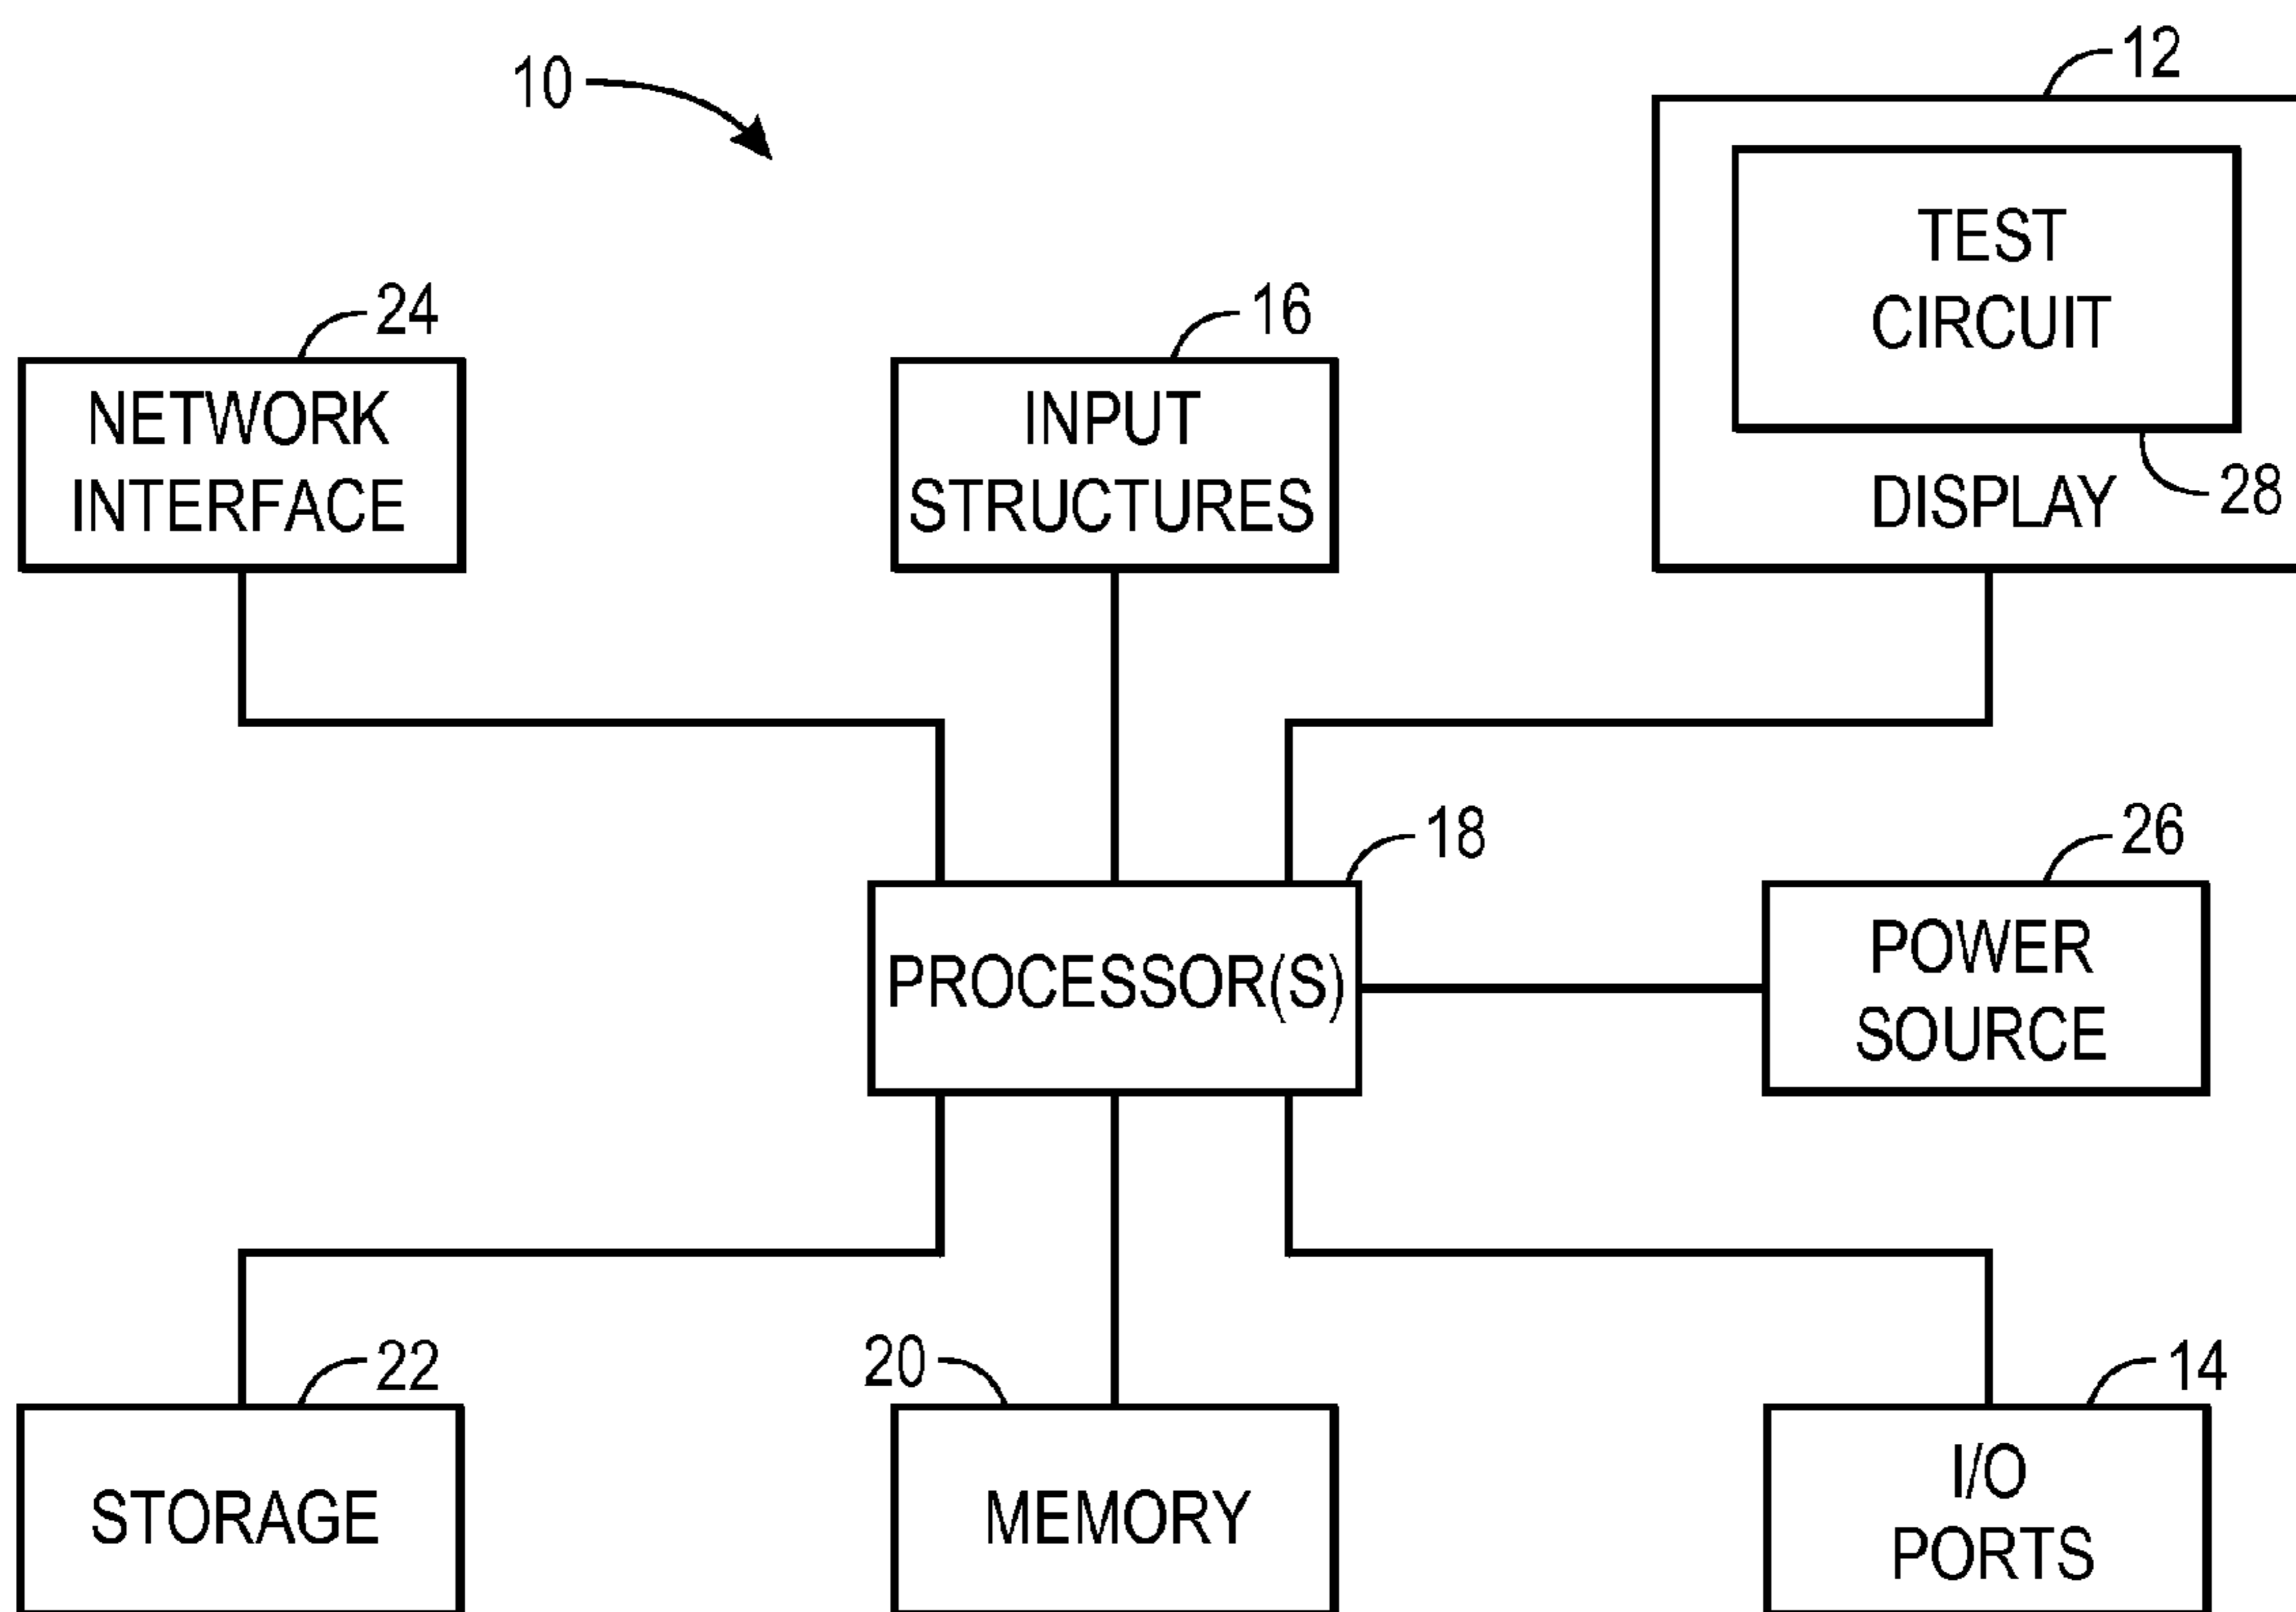 10
12
TEST
CIRCUIT
28
DISPLAY
24
NETWORK
INTERFACE
16
INPUT
STRUCTURES
18
PROCESSOR(S)
26
POWER
SOURCE
22
STORAGE
20
MEMORY
14
I/O
PORTS